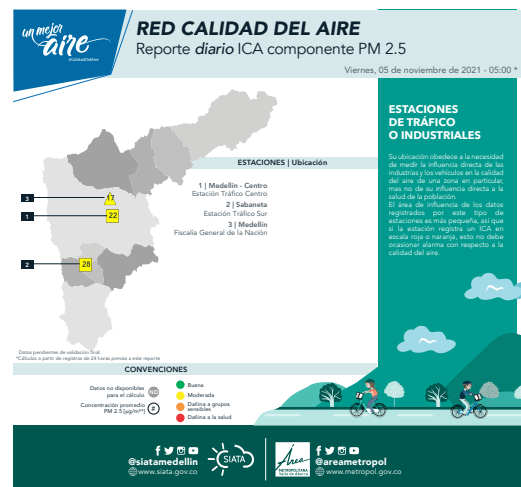 un mejor
aire
#CalidadDelAire
RED CALIDAD DEL AIRE
Reporte diario ICA componente PM 2.5
Viernes, 05 de noviembre de 2021 - 05:00 *
ESTACIONES
DE TRÁFICO
O INDUSTRIALES
Su ubicación obedece a la necesidad
de medir la influencia directa de las
industrias y los vehículos en la calidad
del aire de una zona en particular,
mas no de su influencia directa a la
salud de la población.
El área de influencia de los datos
registrados por este tipo de
estaciones es más pequeña, así que
si la estación registra un ICA en
escala roja o naranja, esto no debe
ocasionar alarma con respecto a la
calidad del aire.
ESTACIONES | Ubicación
1 | Medellín - Centro
Estación Tráfico Centro
2 | Sabaneta
Estación Tráfico Sur
3 | Medellín
Fiscalía General de la Nación
3
17
1
22
2
28
Datos pendientes de validación final.
*Cálculos a partir de registros de 24 horas previas a este reporte
CONVENCIONES
Datos no disponibles
para el cálculo
Concentración promedio
PM 2.5 [µg/m³]
#
Buena
Moderada
Dañina a grupos
sensibles
Dañina a la salud
@siatamedellin
www.siata.gov.co
SIATA
Área
METROPOLITANA
Valle de Aburrá
@areametropol
www.metropol.gov.co